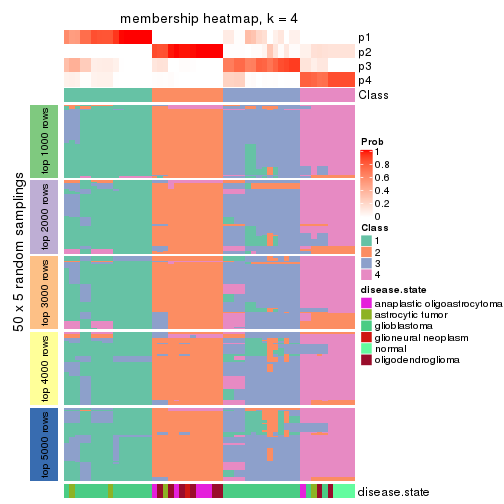 membership heatmap, k = 4
p1
p2
p3
p4
Class
50 x 5 random samplings
top 1000 rows
top 2000 rows
top 3000 rows
top 4000 rows
top 5000 rows
Prob
1
0.8
0.6
0.4
0.2
0
Class
1
2
3
4
disease.state
anaplastic oligoastrocytoma
astrocytic tumor
glioblastoma
glioneural neoplasm
normal
oligodendroglioma
disease.state